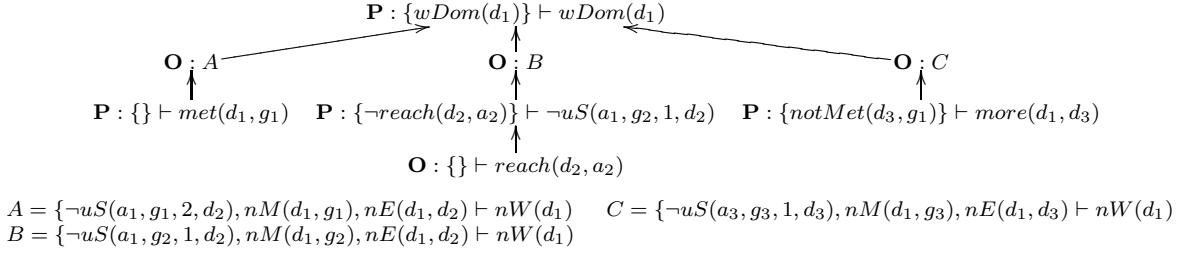 P : {wDom(d₁)} ⊢ wDom(d₁)
O : A O : B O : C
P : {} ⊢ met(d₁, g₁) P : {¬reach(d₂, a₂)} ⊢ ¬uS(a₁, g₂, 1, d₂) P : {notMet(d₃, g₁)} ⊢ more(d₁, d₃)
O : {} ⊢ reach(d₂, a₂)
A = {¬uS(a₁, g₁, 2, d₂), nM(d₁, g₁), nE(d₁, d₂) ⊢ nW(d₁) C = {¬uS(a₃, g₃, 1, d₃), nM(d₁, g₃), nE(d₁, d₃) ⊢ nW(d₁)
B = {¬uS(a₁, g₂, 1, d₂), nM(d₁, g₂), nE(d₁, d₂) ⊢ nW(d₁)